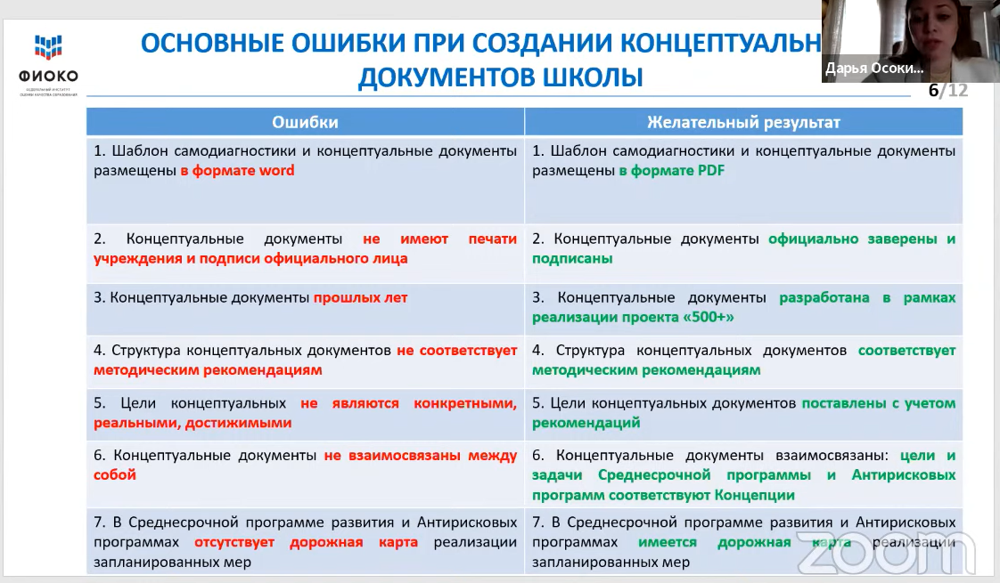 ОСНОВНЫЕ ОШИБКИ ПРИ СОЗДАНИИ КОНЦЕПТУАЛЬН
ДОКУМЕНТОВ ШКОЛЫ
ФИОКО
ФЕДЕРАЛЬНЫЙ ИНСТИТУТ
ОЦЕНКИ КАЧЕСТВА ОБРАЗОВАНИЯ
Дарья Осоки...
6/12
Ошибки
Желательный результат
1. Шаблон самодиагностики и концептуальные документы
размещены в формате word
1. Шаблон самодиагностики и концептуальные документы
размещены в формате PDF
2. Концептуальные документы не имеют печати
учреждения и подписи официального лица
2. Концептуальные документы официально заверены и
подписаны
3. Концептуальные документы прошлых лет
3. Концептуальные документы разработана в рамках
реализации проекта «500+»
4. Структура концептуальных документов не соответствует
методическим рекомендациям
4. Структура концептуальных документов соответствует
методическим рекомендациям
5. Цели концептуальных не являются конкретными,
реальными, достижимыми
5. Цели концептуальных документов поставлены с учетом
рекомендаций
6. Концептуальные документы не взаимосвязаны между
собой
6. Концептуальные документы взаимосвязаны: цели и
задачи Среднесрочной программы и Антирисковых
программ соответствуют Концепции
7. В Среднесрочной программе развития и Антирисковых
программах отсутствует дорожная карта реализации
запланированных мер
7. В Среднесрочной программе развития и Антирисковых
программах имеется дорожная карта реализации
запланированных мер
zoom